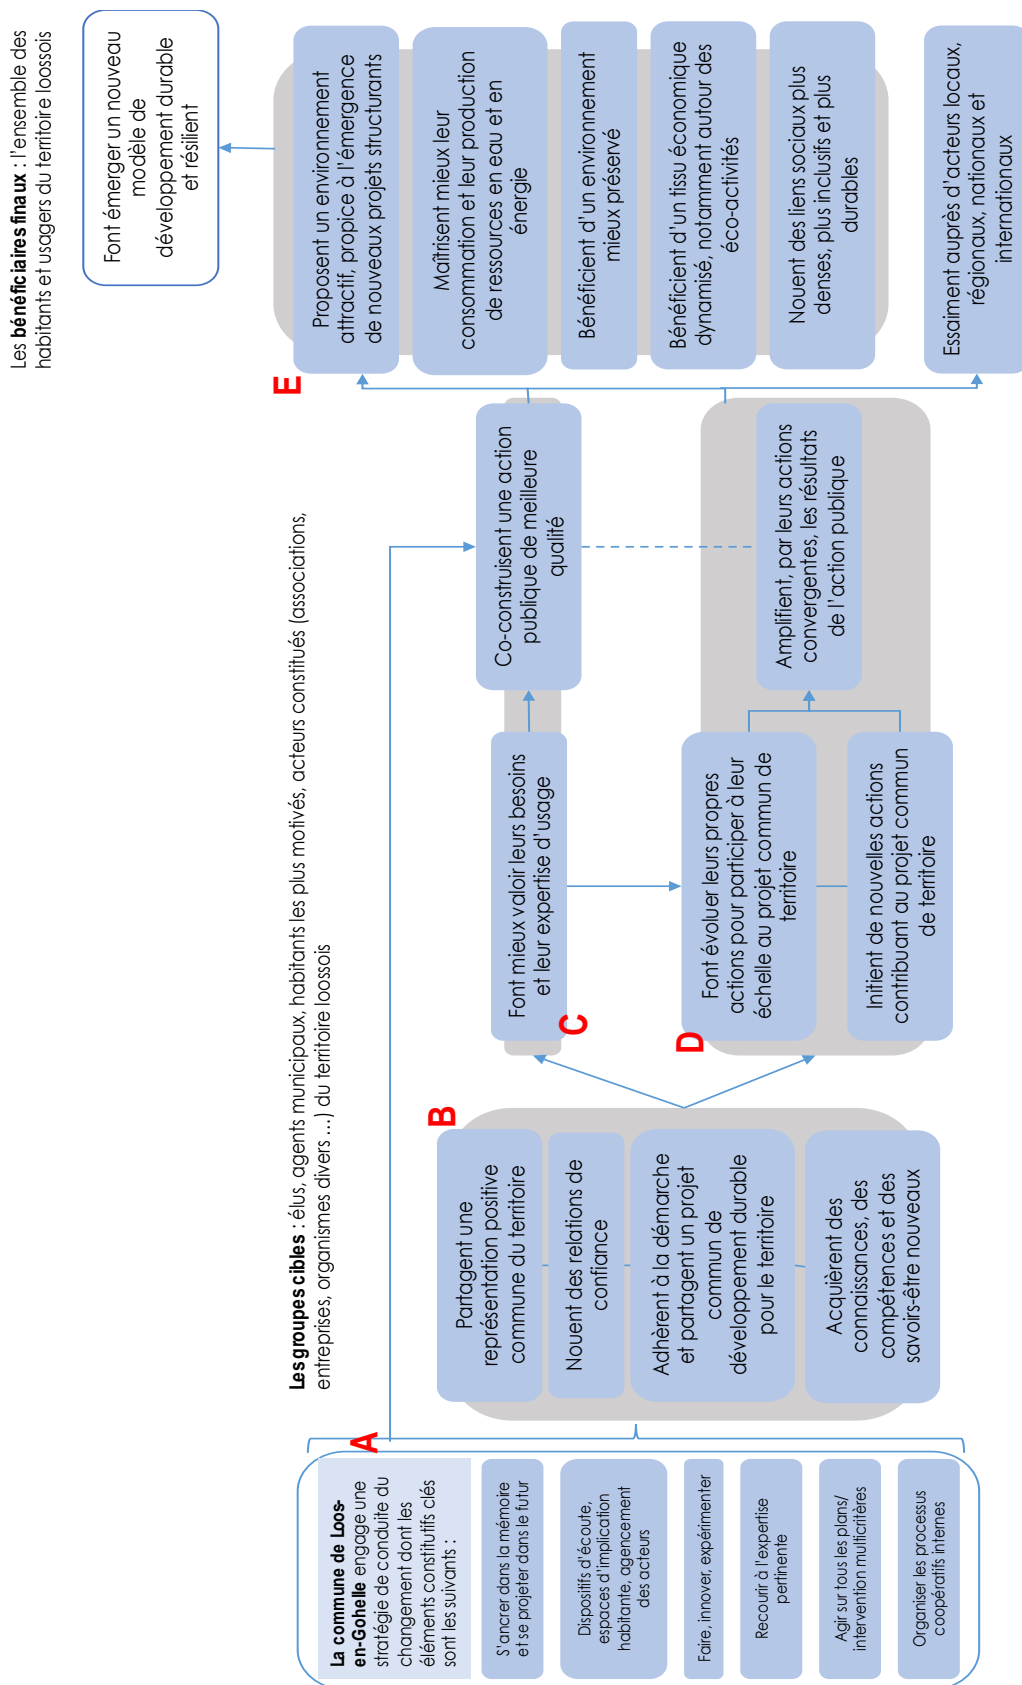 La commune de Loos-
en-Gohelle engage une
stratégie de conduite du
changement dont les
éléments constitutifs clés
sont les suivants :
A
S'ancrer dans la mémoire
et se projeter dans le futur
Dispositifs d'écoute,
espaces d'implication
habitante, agencement
des acteurs
Faire, innover, expérimenter
Recourir à l'expertise
pertinente
Agir sur tous les plans/
intervention multicritères
Organiser les processus
coopératifs internes
Les groupes cibles : élus, agents municipaux, habitants les plus motivés, acteurs constitués (associations,
entreprises, organismes divers …) du territoire loossois
B
Partagent une
représentation positive
commune du territoire
Nouent des relations de
confiance
Adhèrent à la démarche
et partagent un projet
commun de
développement durable
pour le territoire
Acquièrent des
connaissances, des
compétences et des
savoirs-être nouveaux
Font mieux valoir leurs besoins
et leur expertise d'usage
C
D
Font évoluer leurs propres
actions pour participer à leur
échelle au projet commun de
territoire
Initient de nouvelles actions
contribuant au projet commun
de territoire
Co-construisent une action
publique de meilleure
qualité
Amplifient, par leurs actions
convergentes, les résultats
de l'action publique
Les bénéficiaires finaux : l'ensemble des
habitants et usagers du territoire loossois
Font émerger un nouveau
modèle de
développement durable
et résilient
E
Proposent un environnement
attractif, propice à l'émergence
de nouveaux projets structurants
Maîtrisent mieux leur
consommation et leur production
de ressources en eau et en
énergie
Bénéficient d'un environnement
mieux préservé
Bénéficient d'un tissu économique
dynamisé, notamment autour des
éco-activités
Nouent des liens sociaux plus
denses, plus inclusifs et plus
durables
Essaiment auprès d'acteurs locaux,
régionaux, nationaux et
internationaux